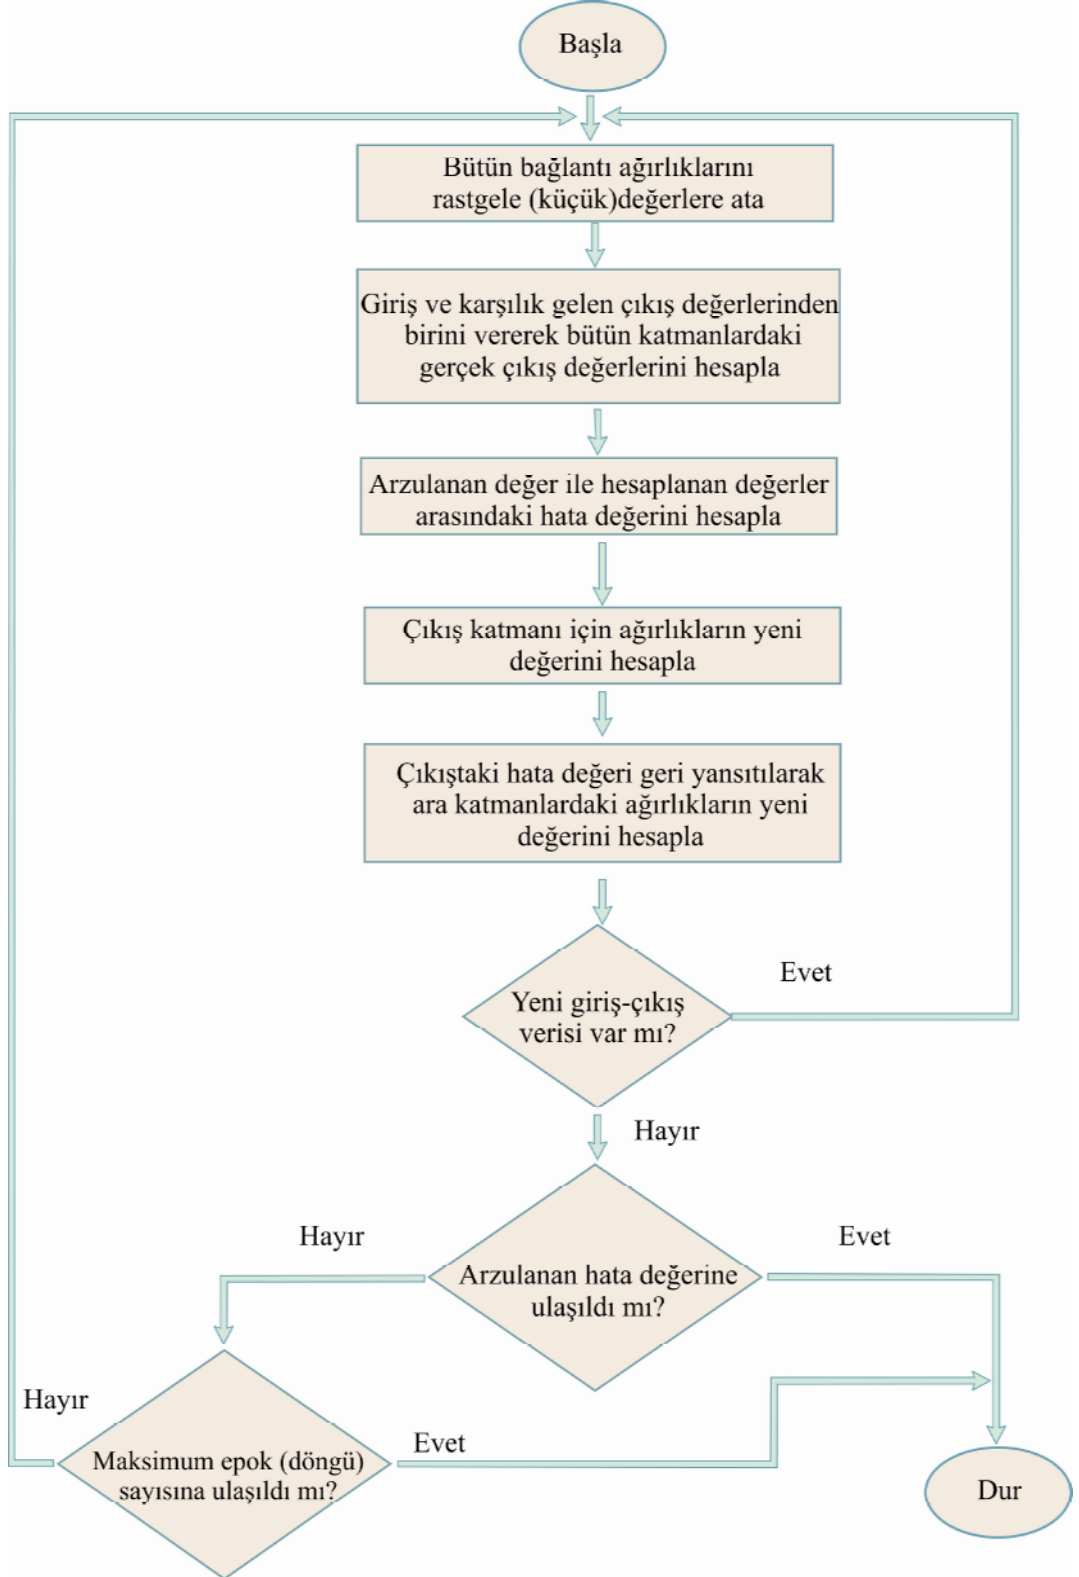 Başla
Bütün bağlantı ağırlıklarını
rastgele (küçük)değerlere ata
Giriş ve karşılık gelen çıkış değerlerinden
birini vererek bütün katmanlardaki
gerçek çıkış değerlerini hesapla
Arzulanan değer ile hesaplanan değerler
arasındaki hata değerini hesapla
Çıkış katmanı için ağırlıkların yeni
değerini hesapla
Çıkıştaki hata değeri geri yansıtılarak
ara katmanlardaki ağırlıkların yeni
değerini hesapla
Evet
Yeni giriş-çıkış
verisi var mı?
Hayır
Hayır
Evet
Arzulanan hata değerine
ulaşıldı mı?
Hayır
Evet
Maksimum epok (döngü)
sayısına ulaşıldı mı?
Dur